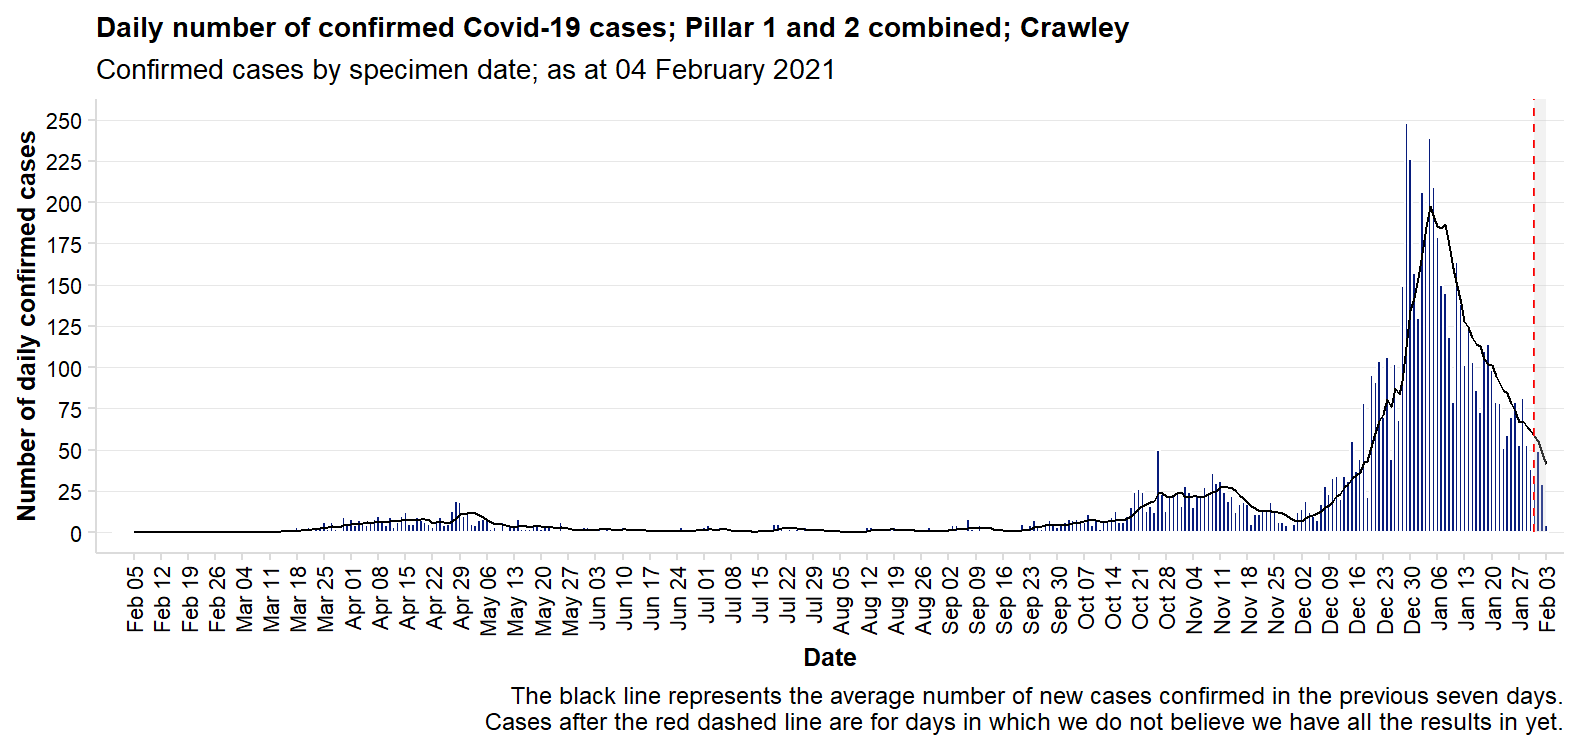 Daily number of confirmed Covid-19 cases; Pillar 1 and 2 combined; Crawley
Confirmed cases by specimen date; as at 04 February 2021
Number of daily confirmed cases
250
225
200
175
150
125
100
75
50
25
0
Feb 05
Feb 12
Feb 19
Feb 26
Mar 04
Mar 11
Mar 18
Mar 25
Apr 01
Apr 08
Apr 15
Apr 22
Apr 29
May 06
May 13
May 20
May 27
Jun 03
Jun 10
Jun 17
Jun 24
Jul 01
Jul 08
Jul 15
Jul 22
Jul 29
Aug 05
Aug 12
Aug 19
Aug 26
Sep 02
Sep 09
Sep 16
Sep 23
Sep 30
Oct 07
Oct 14
Oct 21
Oct 28
Nov 04
Nov 11
Nov 18
Nov 25
Dec 02
Dec 09
Dec 16
Dec 23
Dec 30
Jan 06
Jan 13
Jan 20
Jan 27
Feb 03
Date
The black line represents the average number of new cases confirmed in the previous seven days.
Cases after the red dashed line are for days in which we do not believe we have all the results in yet.